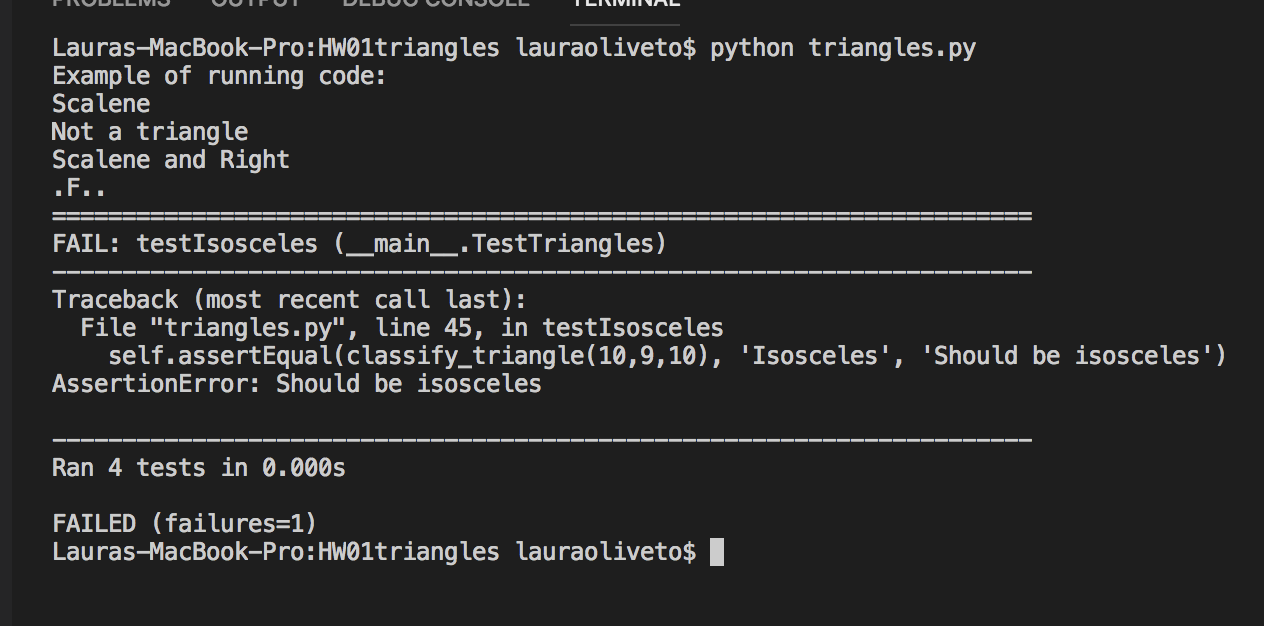 PROBLEMS OUTPUT DEBUG CONSOLE TERMINAL
Lauras-MacBook-Pro:HW01triangles lauraoliveto$ python triangles.py
Example of running code:
Scalene
Not a triangle
Scalene and Right
.F..
======================================================================
FAIL: testIsosceles (__main__.TestTriangles)
----------------------------------------------------------------------
Traceback (most recent call last):
  File "triangles.py", line 45, in testIsosceles
    self.assertEqual(classify_triangle(10,9,10), 'Isosceles', 'Should be isosceles')
AssertionError: Should be isosceles
----------------------------------------------------------------------
Ran 4 tests in 0.000s
FAILED (failures=1)
Lauras-MacBook-Pro:HW01triangles lauraoliveto$